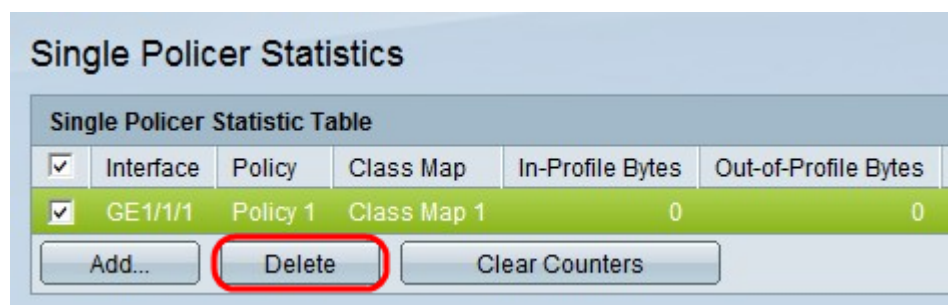 Single Policer Statistics
Single Policer Statistic Table
Interface Policy Class Map In-Profile Bytes Out-of-Profile Bytes
GE1/1/1 Policy 1 Class Map 1 0 0
Add... Delete Clear Counters